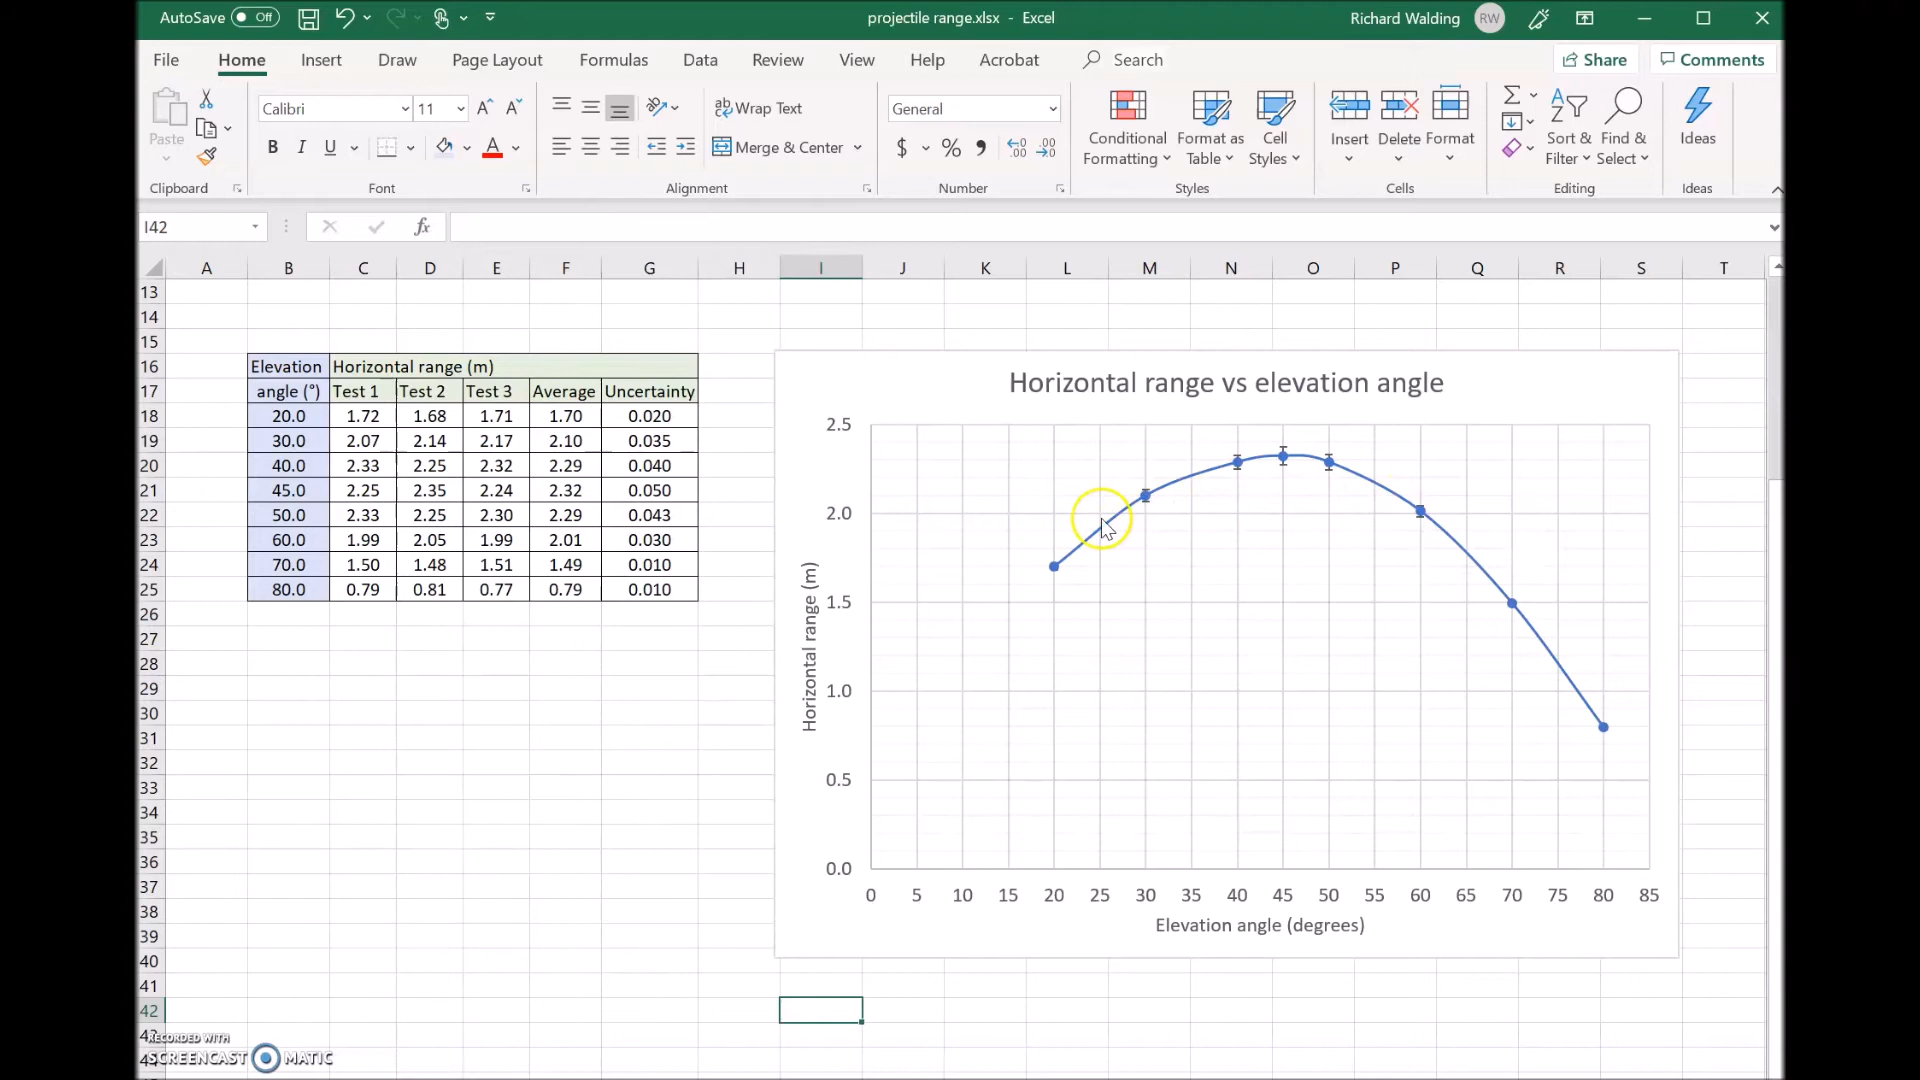 AutoSave Off projectile range.xlsx - Excel Richard Walding RW
File Home Insert Draw Page Layout Formulas Data Review View Help Acrobat Search Share Comments
Calibri 11 ab Wrap Text General
Paste B I U A Merge & Center $ % Conditional Formatting Format as Table Cell Styles Insert Delete Format Sort & Filter Find & Select Ideas
Clipboard Font Alignment Number Styles Cells Editing Ideas
I42 fx
A B C D E F G H I J K L M N O P Q R S T
13
14
15
16 Elevation Horizontal range (m)
17 angle (°) Test 1 Test 2 Test 3 Average Uncertainty
18 20.0 1.72 1.68 1.71 1.70 0.020
19 30.0 2.07 2.14 2.17 2.10 0.035
20 40.0 2.33 2.25 2.32 2.29 0.040
21 45.0 2.25 2.35 2.24 2.32 0.050
22 50.0 2.33 2.25 2.30 2.29 0.043
23 60.0 1.99 2.05 1.99 2.01 0.030
24 70.0 1.50 1.48 1.51 1.49 0.010
25 80.0 0.79 0.81 0.77 0.79 0.010
26
27
28
29
30
31
32
33
34
35
36
37
38
39
40
41
42
Horizontal range vs elevation angle
2.5
2.0
1.5
1.0
0.5
0.0
Horizontal range (m)
0 5 10 15 20 25 30 35 40 45 50 55 60 65 70 75 80 85
Elevation angle (degrees)
RECORDED WITH
SCREENCAST MATIC